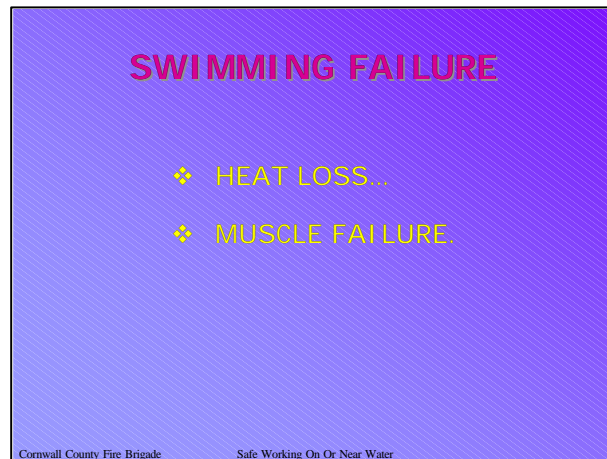 SWIMMING FAILURE
❖ HEAT LOSS...
❖ MUSCLE FAILURE.
Cornwall County Fire Brigade Safe Working On Or Near Water